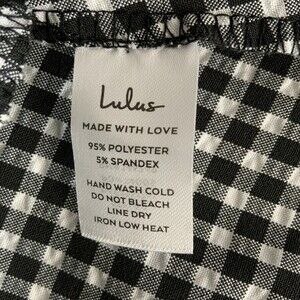 Lulus
MADE WITH LOVE
95% POLYESTER
5% SPANDEX
HAND WASH COLD
DO NOT BLEACH
LINE DRY
IRON LOW HEAT